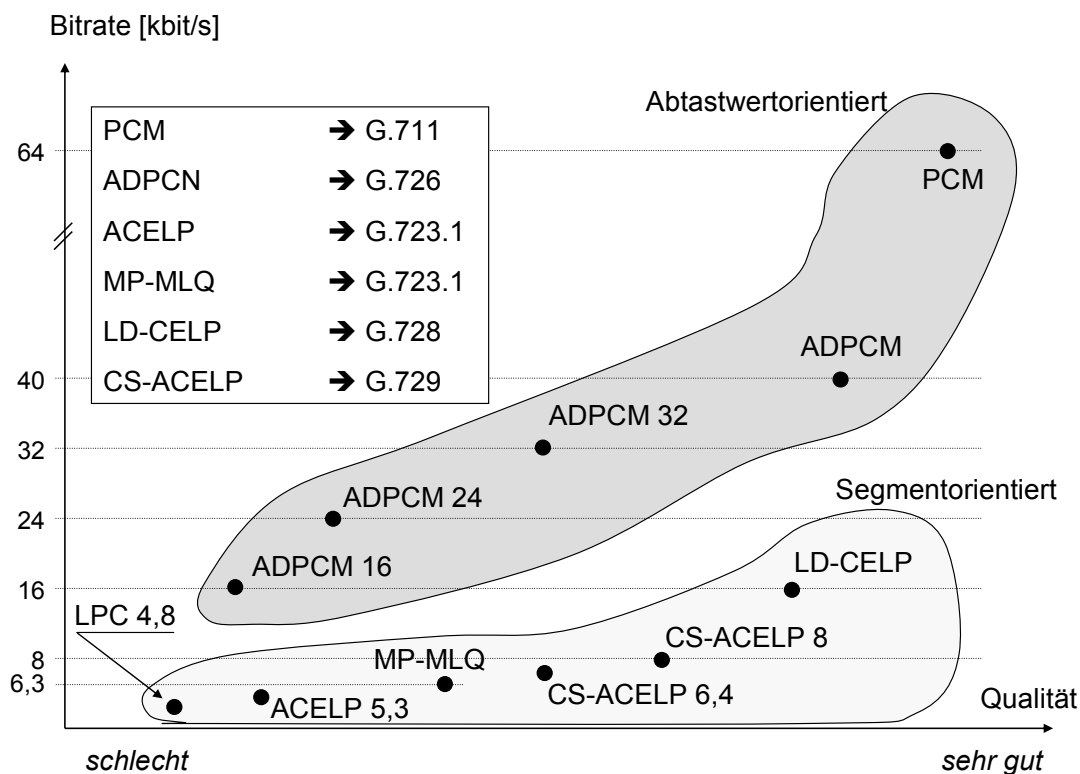 Bitrate [kbit/s]
Abtastwertorientiert
PCM → G.711
ADPCN → G.726
ACELP → G.723.1
MP-MLQ → G.723.1
LD-CELP → G.728
CS-ACELP → G.729
64
PCM
ADPCM
40
ADPCM 32
32
Segmentorientiert
ADPCM 24
24
LD-CELP
ADPCM 16
16
LPC 4,8
CS-ACELP 8
8
MP-MLQ
6,3
CS-ACELP 6,4
ACELP 5,3
Qualität
schlecht
sehr gut